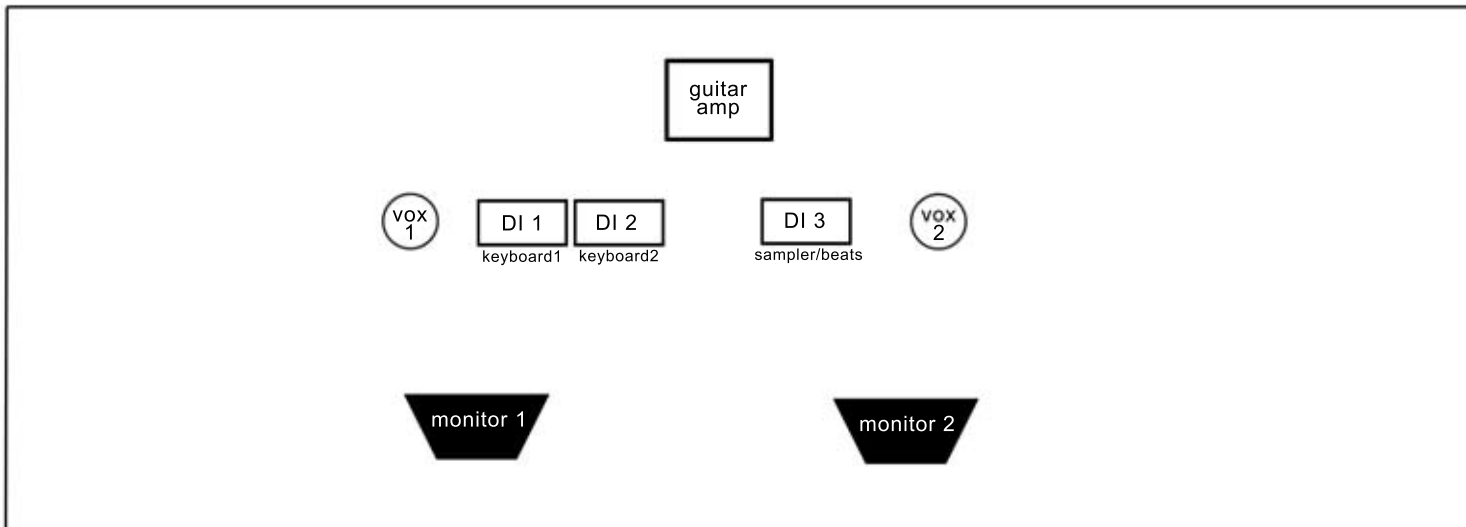 guitar
amp
vox
1
DI 1
keyboard1
DI 2
keyboard2
DI 3
sampler/beats
vox
2
monitor 1
monitor 2